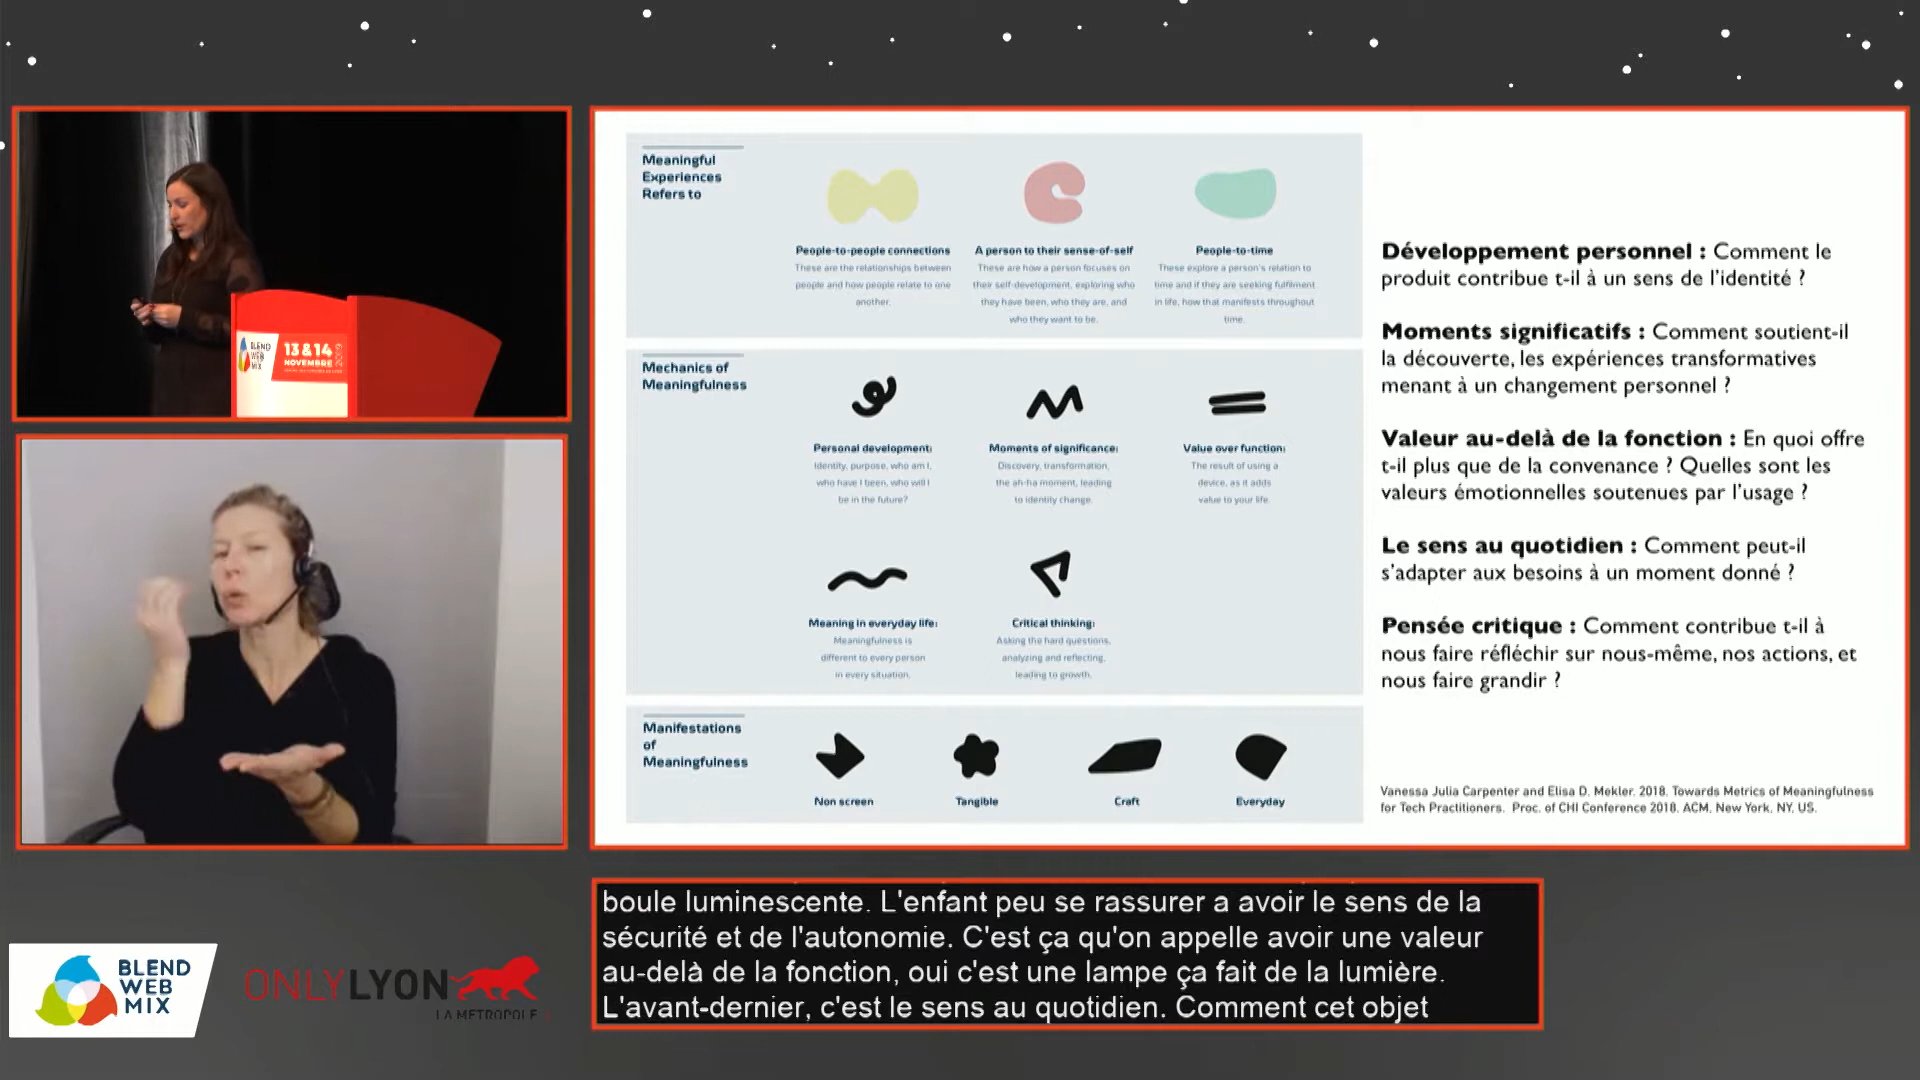 BLEND
WEB
MIX
13 & 14
NOVEMBRE
2019
Meaningful
Experiences
Refers to
People-to-people connections
These are the relationships between
people and how people relate to one
another.
A person to their sense-of-self
These are how a person focuses on
their self-development, exploring who
they have been, who they are, and
who they want to be.
People-to-time
These explore a person's relation to
time and if they are seeking fulfilment
in life, how that manifests throughout
time.
Mechanics of
Meaningfulness
Personal development:
Identity, purpose, who am I,
who have I been, who will I
be in the future?
Moments of significance:
Discovery, transformation,
the ah-ha moment, leading
to identity change.
Value over function:
The result of using a
device, as it adds
value to your life.
Meaning in everyday life:
Meaningfulness is
different to every person
in every situation.
Critical thinking:
Asking the hard questions,
analyzing and reflecting,
leading to growth.
Manifestations
of
Meaningfulness
Non screen
Tangible
Craft
Everyday
Développement personnel : Comment le
produit contribue t-il à un sens de l'identité ?
Moments significatifs : Comment soutient-il
la découverte, les expériences transformatives
menant à un changement personnel ?
Valeur au-delà de la fonction : En quoi offre
t-il plus que de la convenance ? Quelles sont les
valeurs émotionnelles soutenues par l'usage ?
Le sens au quotidien : Comment peut-il
s'adapter aux besoins à un moment donné ?
Pensée critique : Comment contribue t-il à
nous faire réfléchir sur nous-même, nos actions, et
nous faire grandir ?
Vanessa Julia Carpenter and Elisa D. Mekler. 2018. Towards Metrics of Meaningfulness
for Tech Practitioners. Proc. of CHI Conference 2018. ACM, New York, NY, US.
boule luminescente. L'enfant peu se rassurer a avoir le sens de la
sécurité et de l'autonomie. C'est ça qu'on appelle avoir une valeur
au-delà de la fonction, oui c'est une lampe ça fait de la lumière.
L'avant-dernier, c'est le sens au quotidien. Comment cet objet
BLEND
WEB
MIX
ONLYLYON
LA METROPOLE